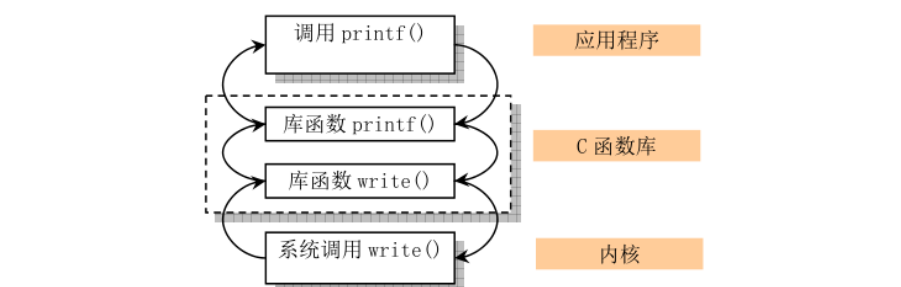 调用 printf()
应用程序
库函数 printf()
C 函数库
库函数 write()
系统调用 write()
内核